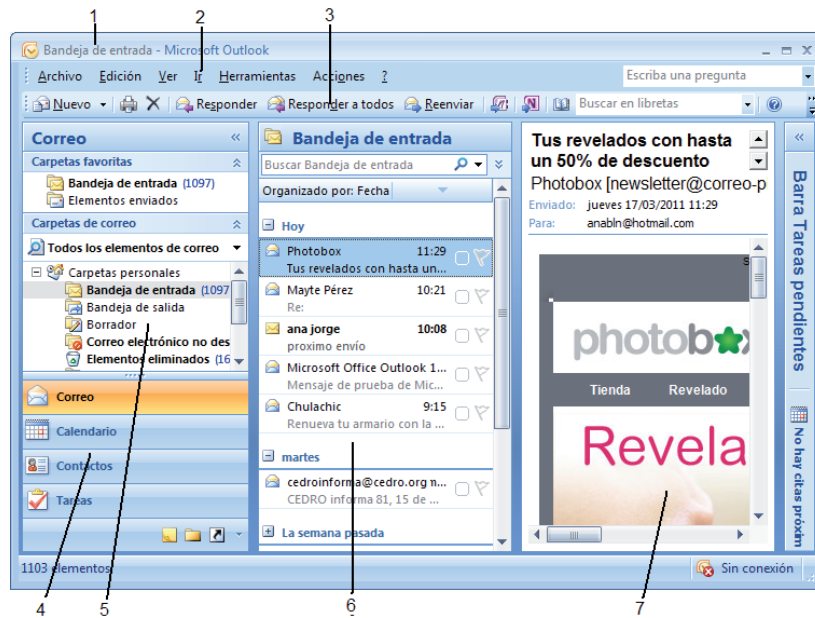 1
2
3
Bandeja de entrada - Microsoft Outlook
Archivo Edición Ver Ir Herramientas Acciones ?
Escriba una pregunta
Nuevo Responder Responder a todos Reenviar Buscar en libretas
Correo
Carpetas favoritas
Bandeja de entrada (1097)
Elementos enviados
Carpetas de correo
Todos los elementos de correo
Carpetas personales
Bandeja de entrada (1097
Bandeja de salida
Borrador
Correo electrónico no des
Elementos eliminados (16
Correo
Calendario
Contactos
Tareas
Bandeja de entrada
Buscar Bandeja de entrada
Organizado por: Fecha
Hoy
Photobox 11:29
Tus revelados con hasta un...
Mayte Pérez 10:21
Re:
ana jorge 10:08
proximo envío
Microsoft Office Outlook 1...
Mensaje de prueba de Mic...
Chulachic 9:15
Renueva tu armario con la ...
martes
cedroinforma@cedro.org n...
CEDRO informa 81, 15 de ...
La semana pasada
Tus revelados con hasta
un 50% de descuento
Photobox [newsletter@correo-p
Enviado: jueves 17/03/2011 11:29
Para: anabln@hotmail.com
s
photobox
Tienda Revelado
Revela
Barra Tareas pendientes
No hay citas próxim
1103 elementos
Sin conexión
4
5
6
7